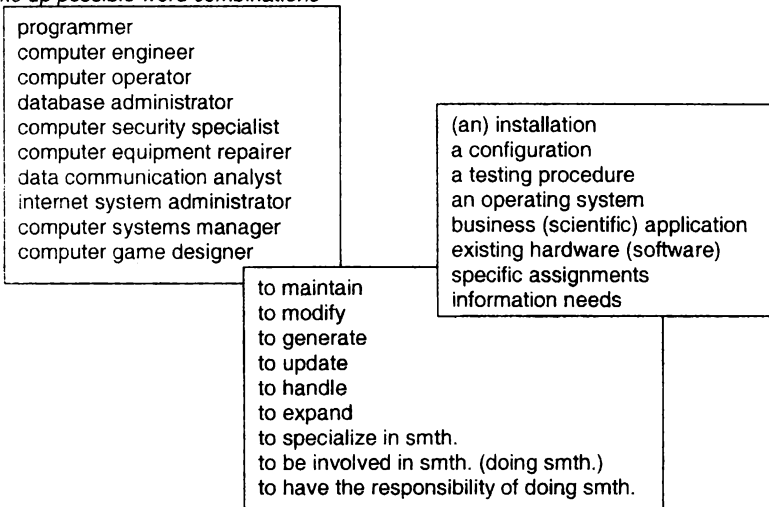 up possible word combinations
programmer
computer engineer
computer operator
database administrator
computer security specialist
computer equipment repairer
data communication analyst
internet system administrator
computer systems manager
computer game designer
(an) installation
a configuration
a testing procedure
an operating system
business (scientific) application
existing hardware (software)
specific assignments
information needs
to maintain
to modify
to generate
to update
to handle
to expand
to specialize in smth.
to be involved in smth. (doing smth.)
to have the responsibility of doing smth.